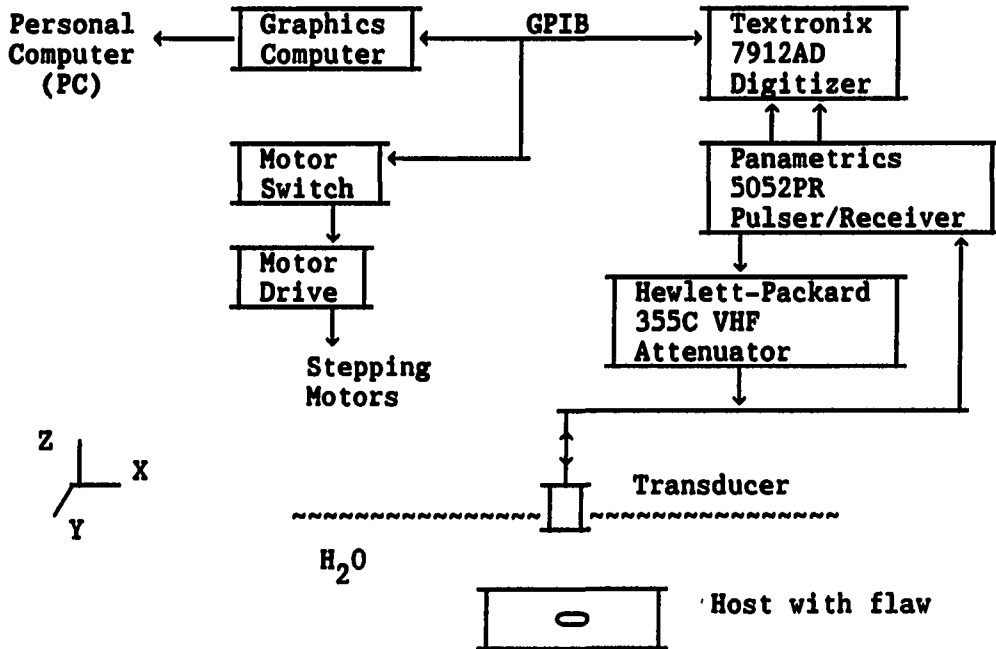 Personal
Computer
(PC)
Graphics
Computer
GPIB
Textronix
7912AD
Digitizer
Motor
Switch
Panametrics
5052PR
Pulser/Receiver
Motor
Drive
Hewlett-Packard
355C VHF
Attenuator
Stepping
Motors
Z
X
Y
Transducer
H₂O
Host with flaw